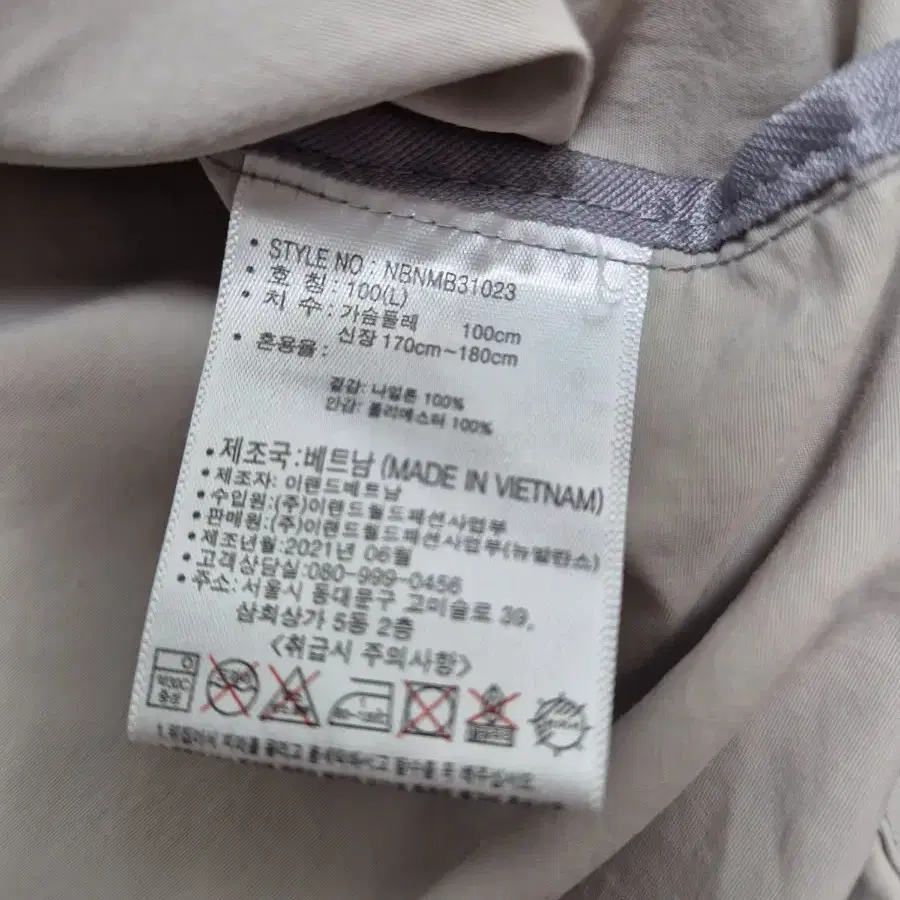 • STYLE NO : NBNMB31023
• 호 칭 : 100(L)
• 치 수 : 가슴둘레 100cm
신장 170cm~180cm
• 혼용율 :
겉감: 나일론 100%
안감: 폴리에스터 100%
• 제조국:베트남 (MADE IN VIETNAM)
• 제조자: 이랜드베트남
• 수입원:(주)이랜드월드패션사업부
• 판매원:(주)이랜드월드패션사업부(뉴발란스)
• 제조년월:2021년 06월
• 고객상담실:080-999-0456
• 주소: 서울시 동대문구 고미술로 39,
삼희상가 5동 2층
<취급시 주의사항>
약30℃
중성